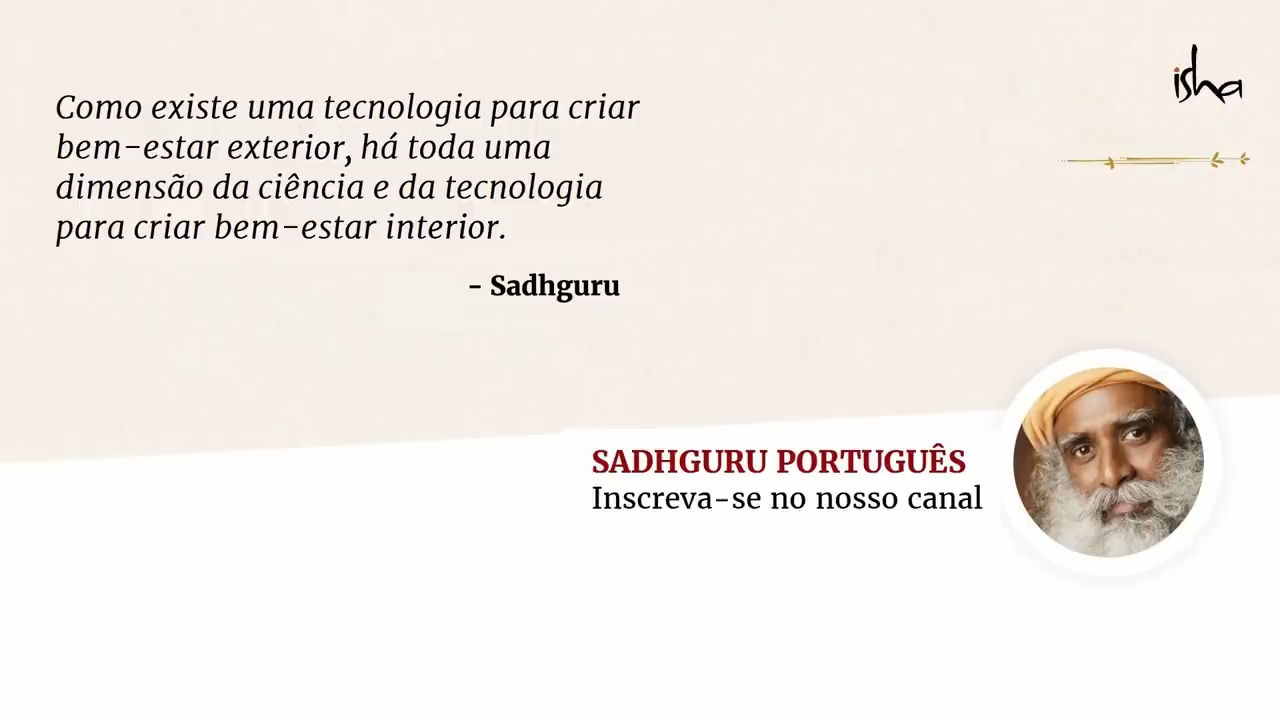 isha
Como existe uma tecnologia para criar
bem-estar exterior, há toda uma
dimensão da ciência e da tecnologia
para criar bem-estar interior.
- Sadhguru
SADHGURU PORTUGUÊS
Inscreva-se no nosso canal